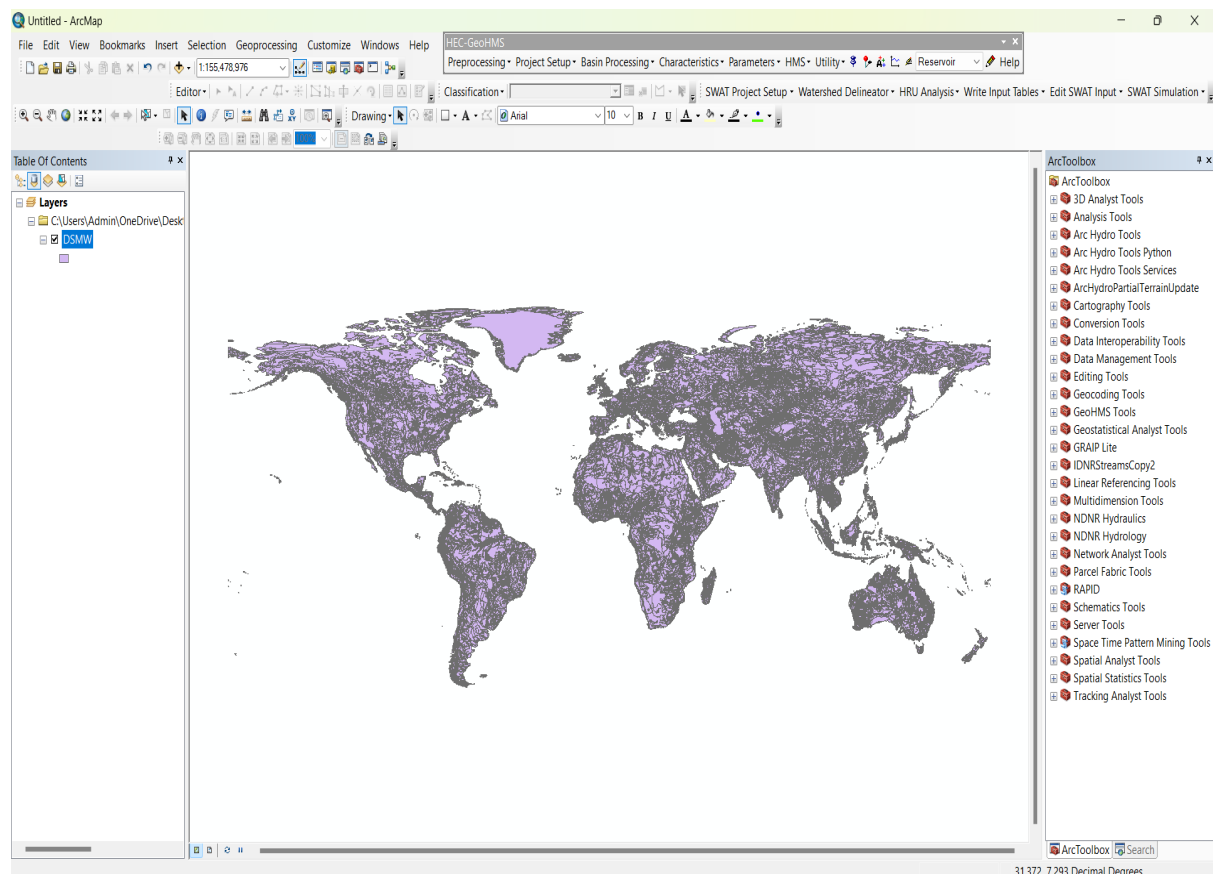 Untitled - ArcMap
File Edit View Bookmarks Insert Selection Geoprocessing Customize Windows Help
HEC-GeoHMS
1:155,478,976
Preprocessing Project Setup Basin Processing Characteristics Parameters HMS Utility Reservoir Help
Editor
Classification
SWAT Project Setup Watershed Delineator HRU Analysis Write Input Tables Edit SWAT Input SWAT Simulation
Drawing A Arial 10 B I U A
Table Of Contents
Layers
C:\Users\Admin\OneDrive\Desk
DSMW
ArcToolbox
ArcToolbox
3D Analyst Tools
Analysis Tools
Arc Hydro Tools
Arc Hydro Tools Python
Arc Hydro Tools Services
ArcHydroPartialTerrainUpdate
Cartography Tools
Conversion Tools
Data Interoperability Tools
Data Management Tools
Editing Tools
Geocoding Tools
GeoHMS Tools
Geostatistical Analyst Tools
GRAIP Lite
IDNRStreamsCopy2
Linear Referencing Tools
Multidimension Tools
NDNR Hydraulics
NDNR Hydrology
Network Analyst Tools
Parcel Fabric Tools
RAPID
Schematics Tools
Server Tools
Space Time Pattern Mining Tools
Spatial Analyst Tools
Spatial Statistics Tools
Tracking Analyst Tools
ArcToolbox Search
31.372 7.293 Decimal Degrees